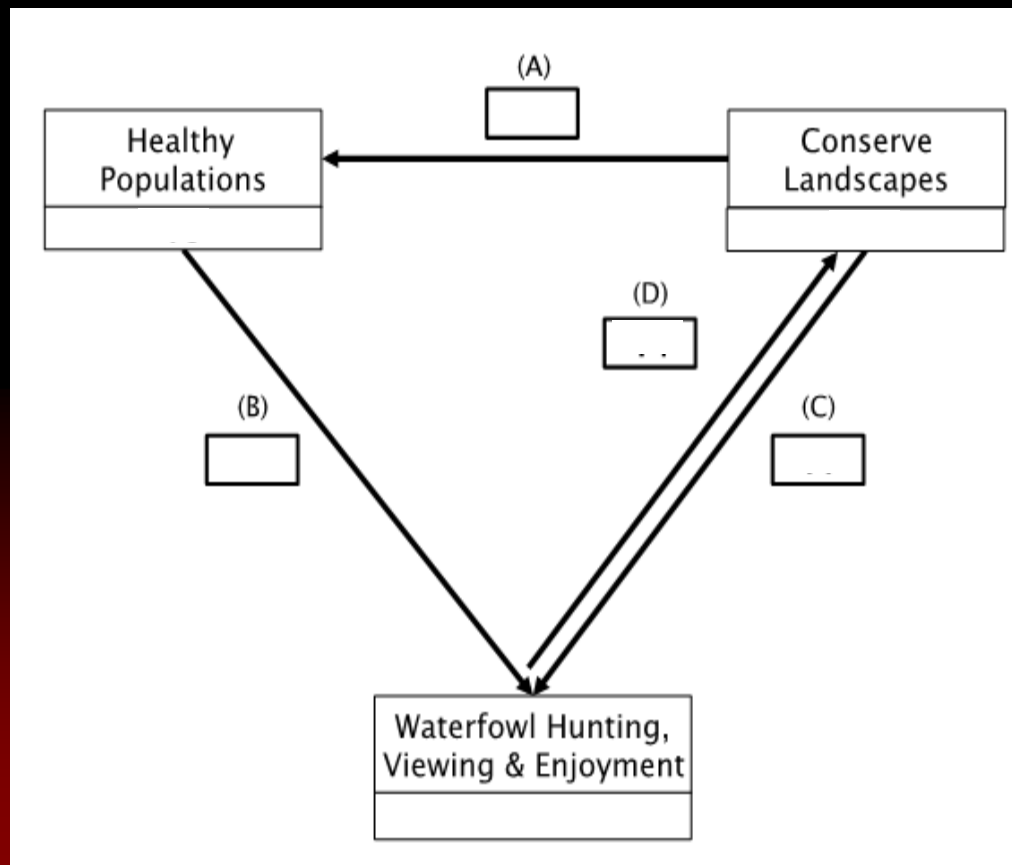 (A)
Healthy
Populations
Conserve
Landscapes
(D)
(B)
(C)
Waterfowl Hunting,
Viewing & Enjoyment